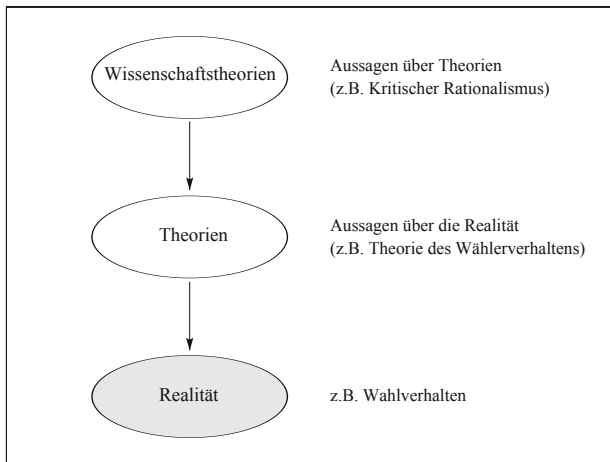 Wissenschaftstheorien
Aussagen über Theorien
(z.B. Kritischer Rationalismus)
Theorien
Aussagen über die Realität
(z.B. Theorie des Wählerverhaltens)
Realität
z.B. Wahlverhalten